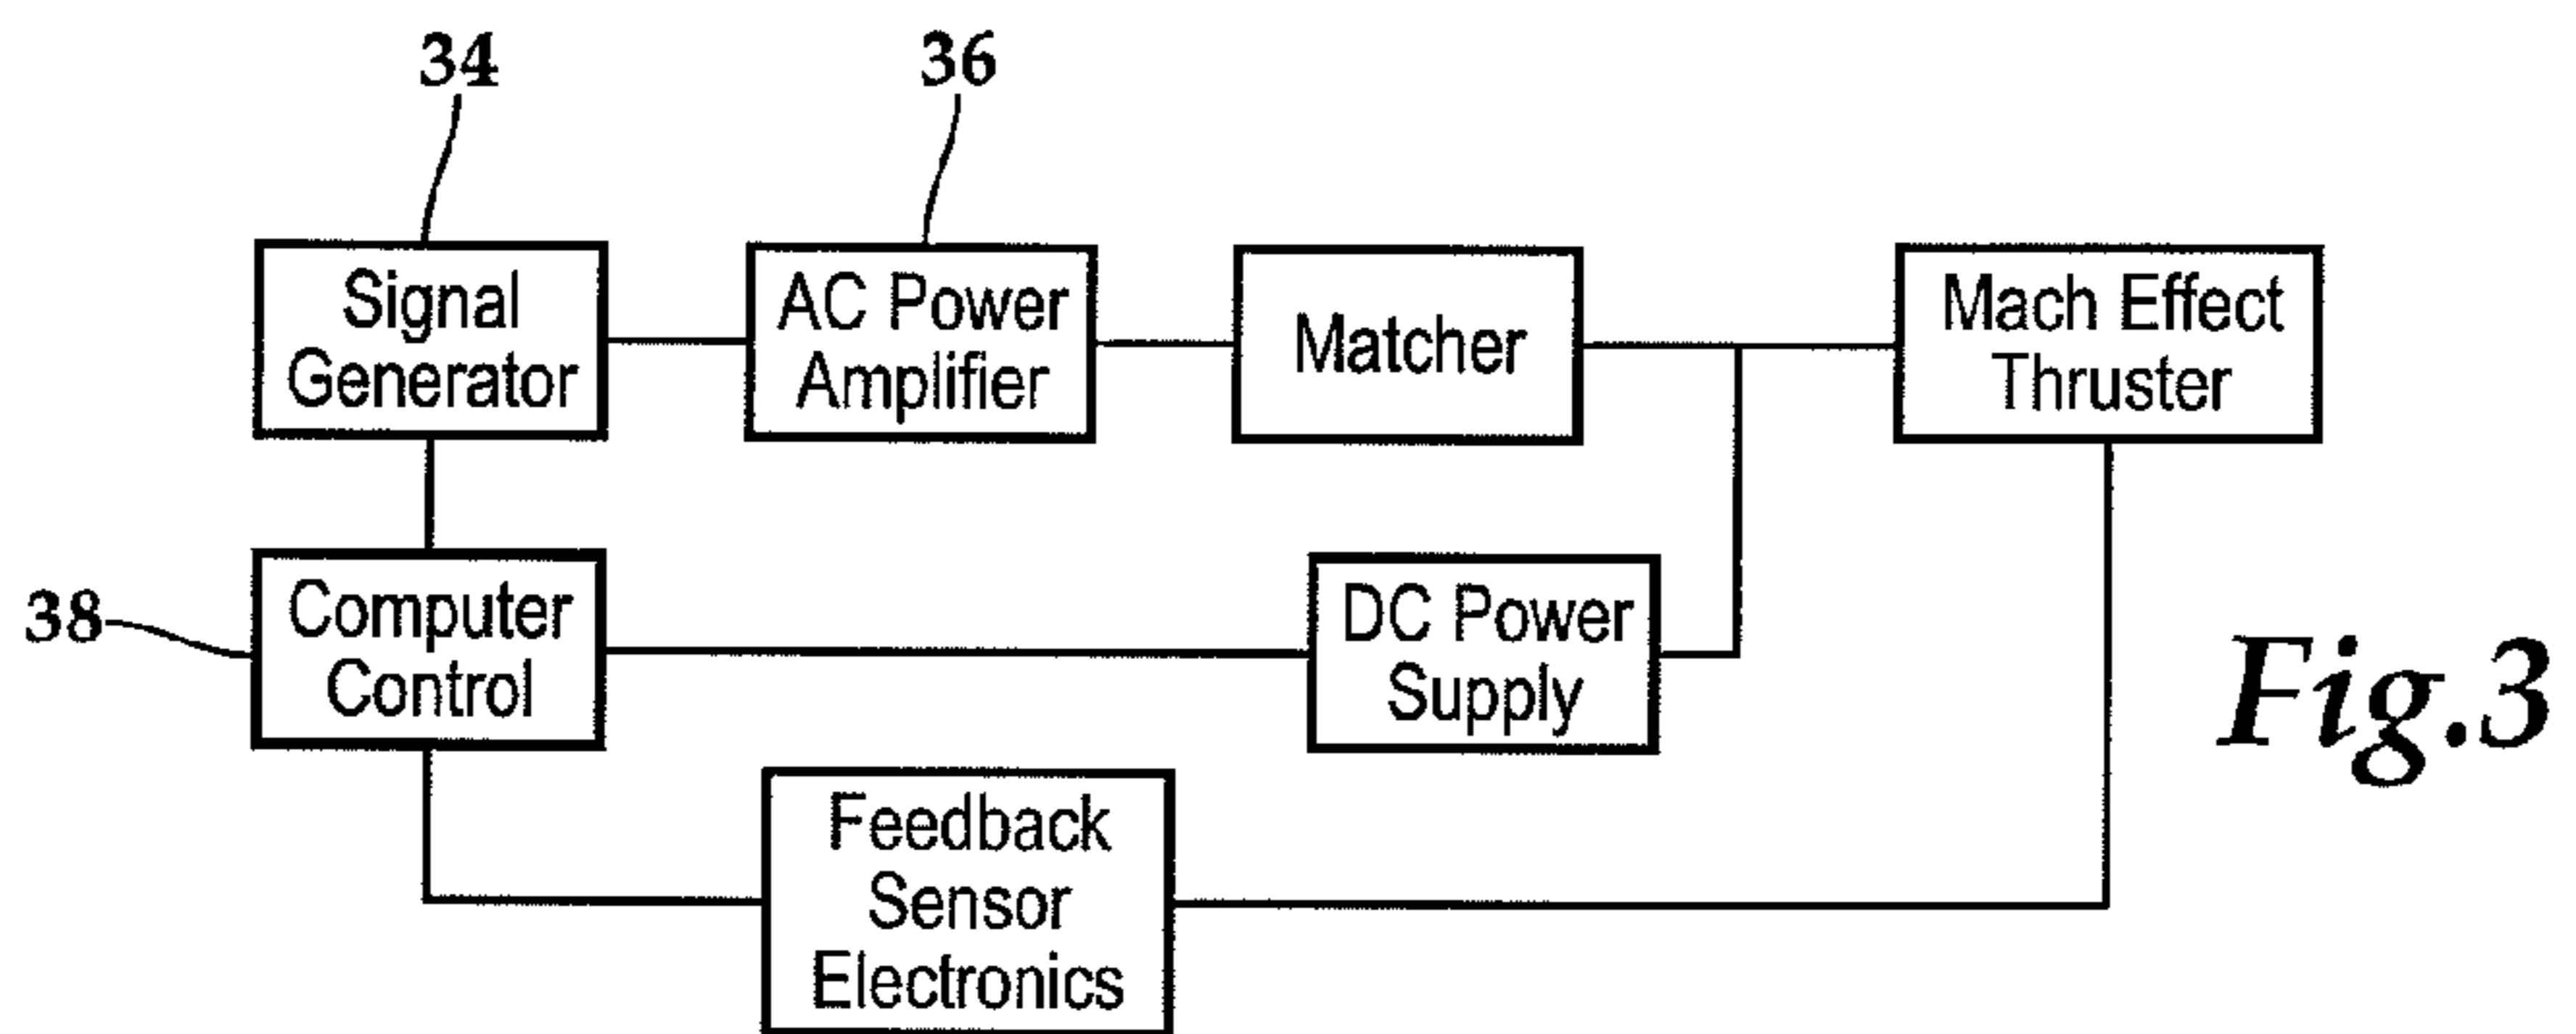 34
36
Signal
Generator
AC Power
Amplifier
Matcher
Mach Effect
Thruster
38
Computer
Control
DC Power
Supply
Fig.3
Feedback
Sensor
Electronics